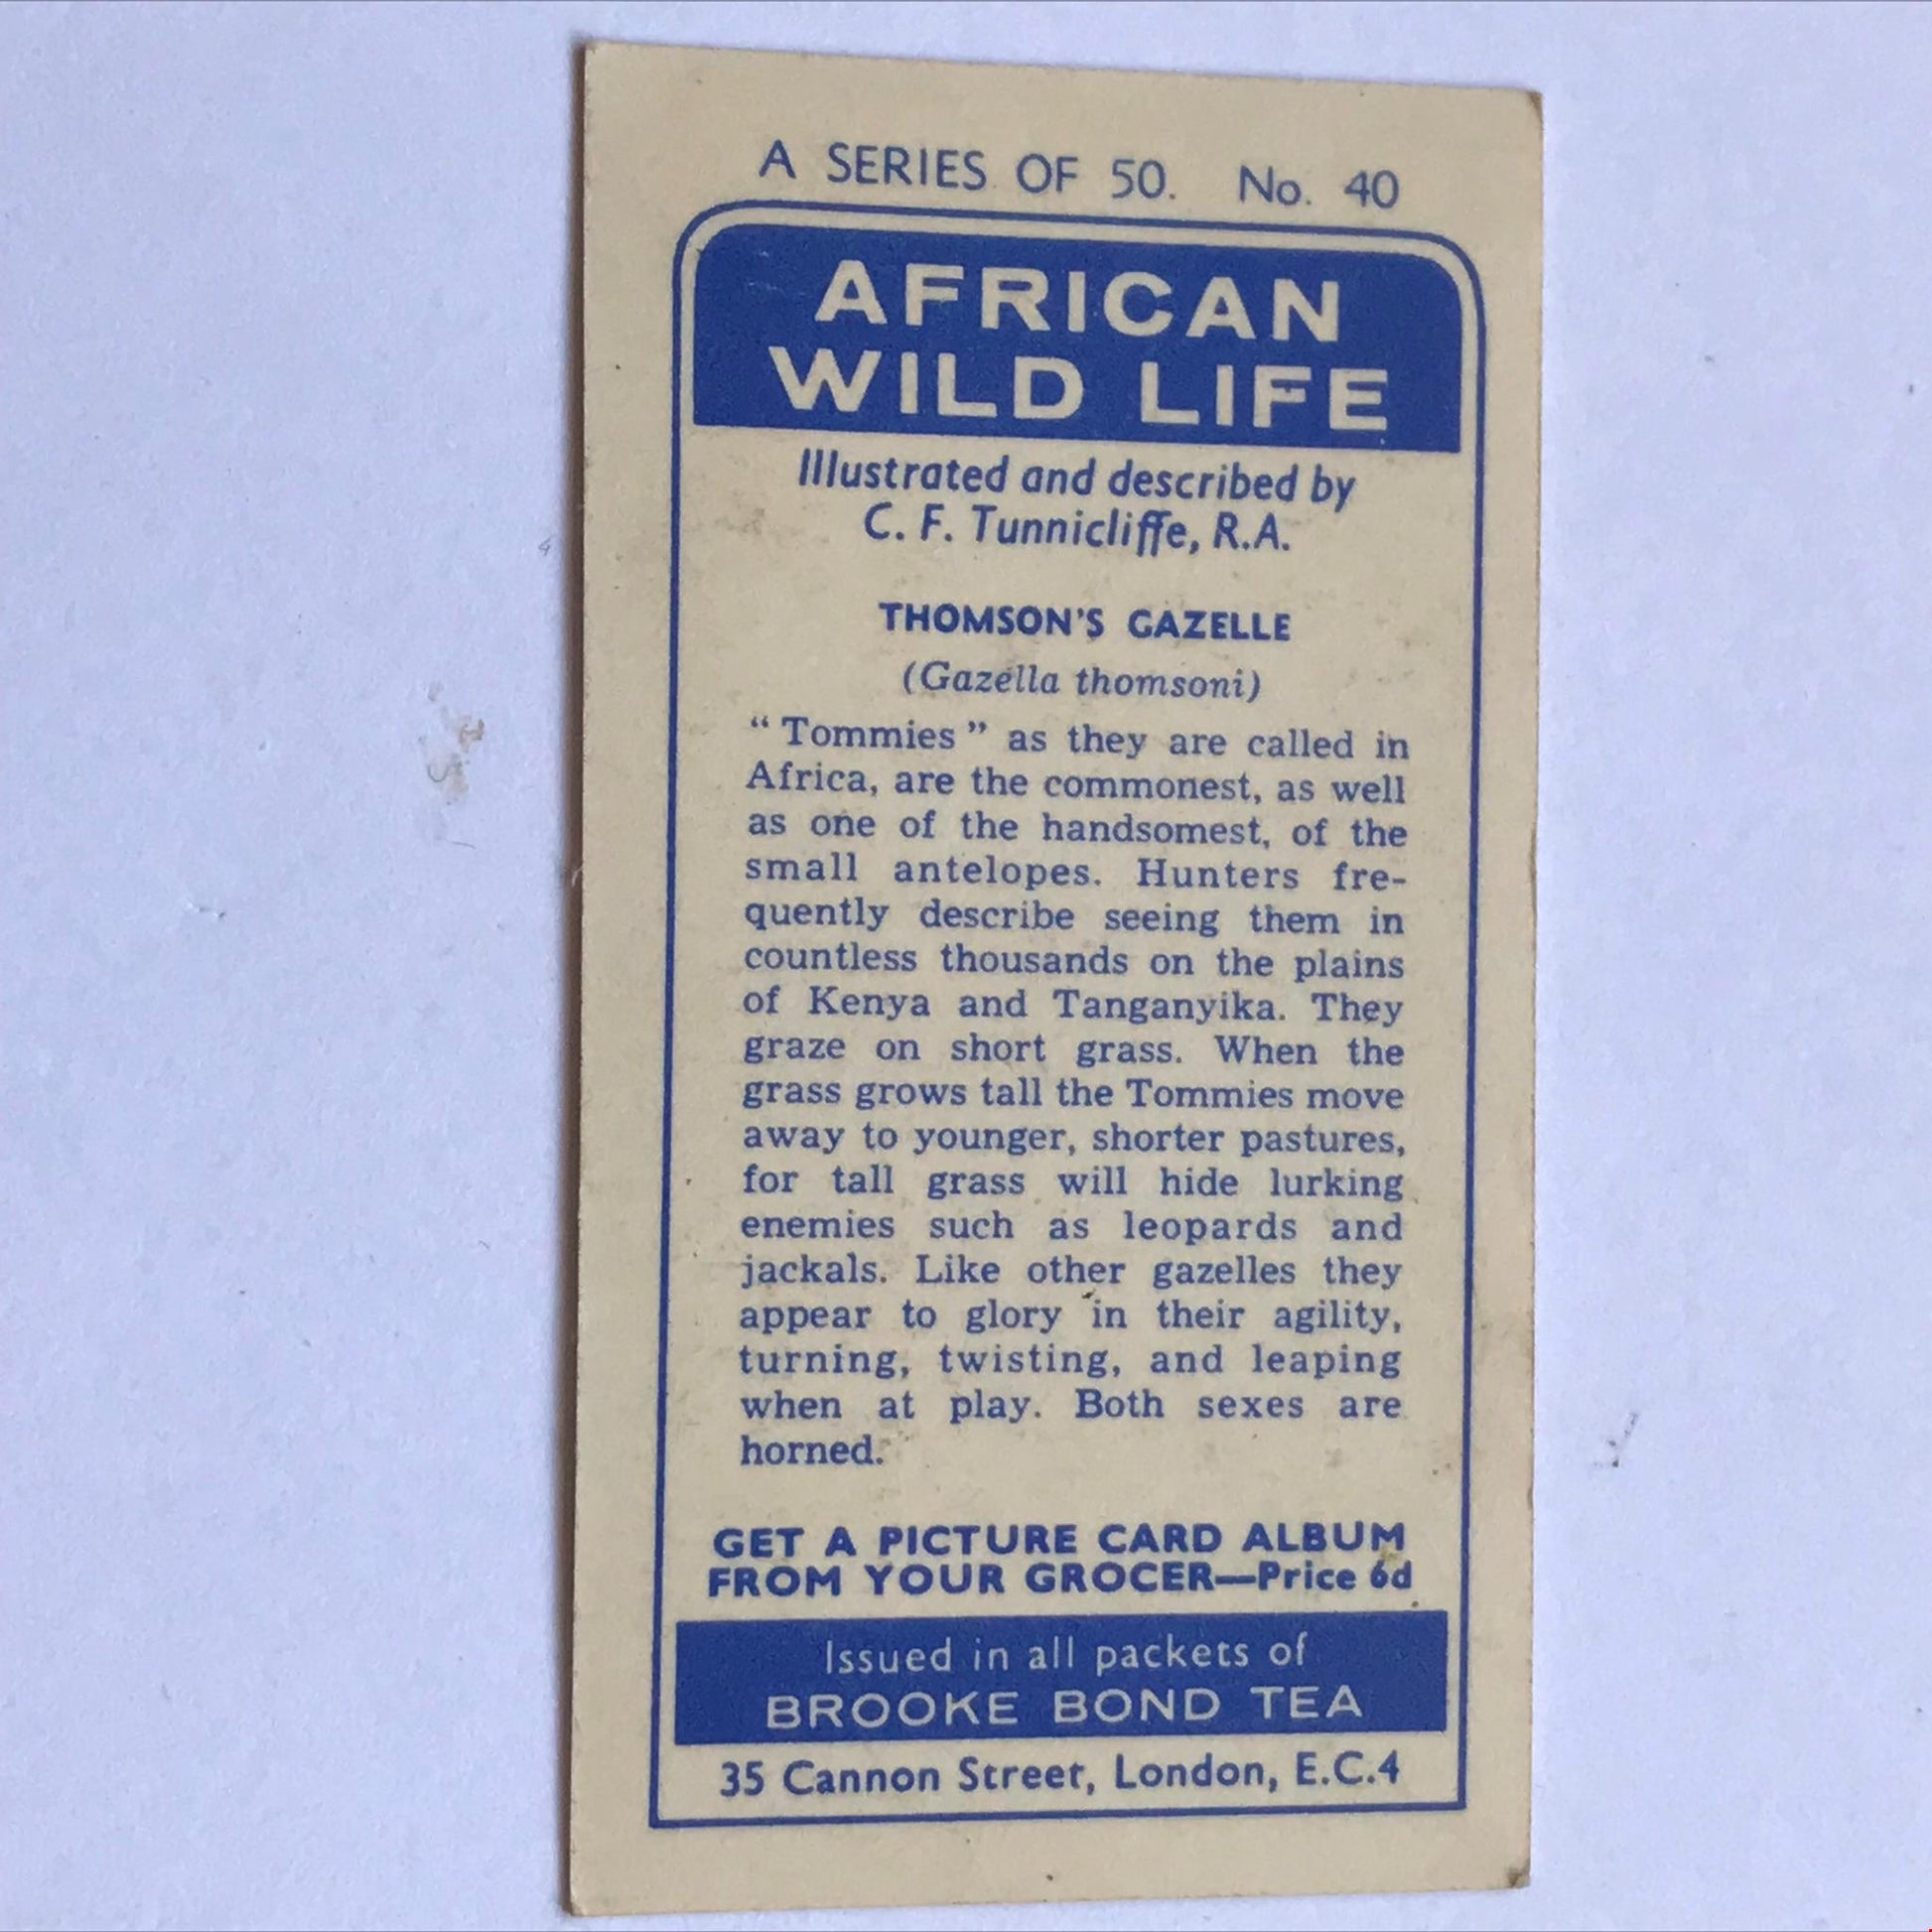 A SERIES OF 50. No. 40
AFRICAN
WILD LIFE
Illustrated and described by
C. F. Tunnicliffe, R.A.
THOMSON'S GAZELLE
(Gazella thomsoni)
“ Tommies ” as they are called in
Africa, are the commonest, as well
as one of the handsomest, of the
small antelopes. Hunters fre-
quently describe seeing them in
countless thousands on the plains
of Kenya and Tanganyika. They
graze on short grass. When the
grass grows tall the Tommies move
away to younger, shorter pastures,
for tall grass will hide lurking
enemies such as leopards and
jackals. Like other gazelles they
appear to glory in their agility,
turning, twisting, and leaping
when at play. Both sexes are
horned.
GET A PICTURE CARD ALBUM
FROM YOUR GROCER—Price 6d
Issued in all packets of
BROOKE BOND TEA
35 Cannon Street, London, E.C.4